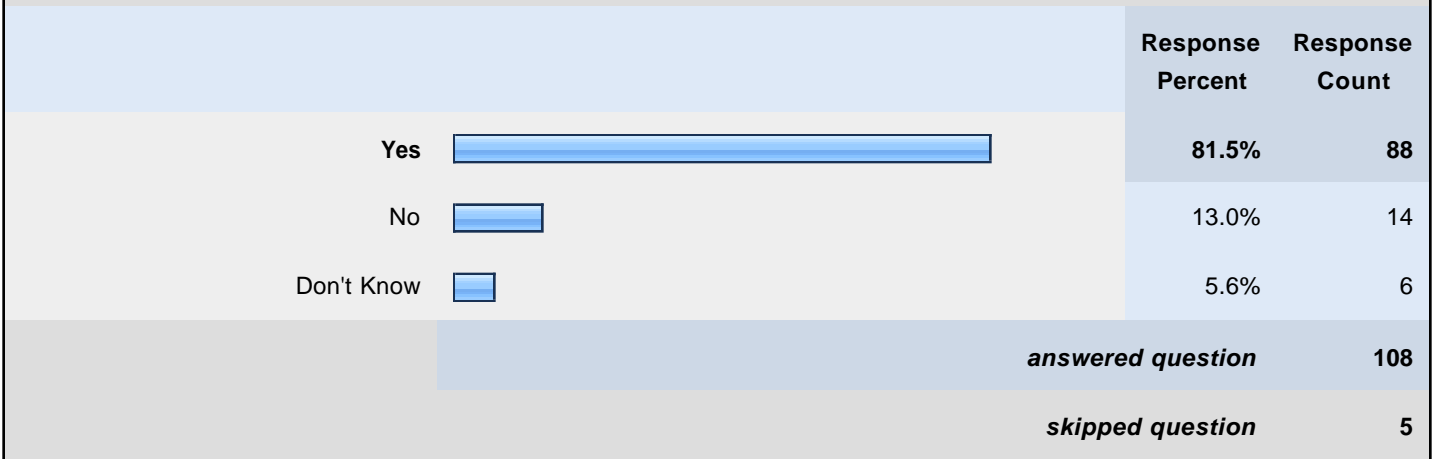 Response Response
Percent Count
Yes 81.5% 88
No 13.0% 14
Don't Know 5.6% 6
answered question 108
skipped question 5